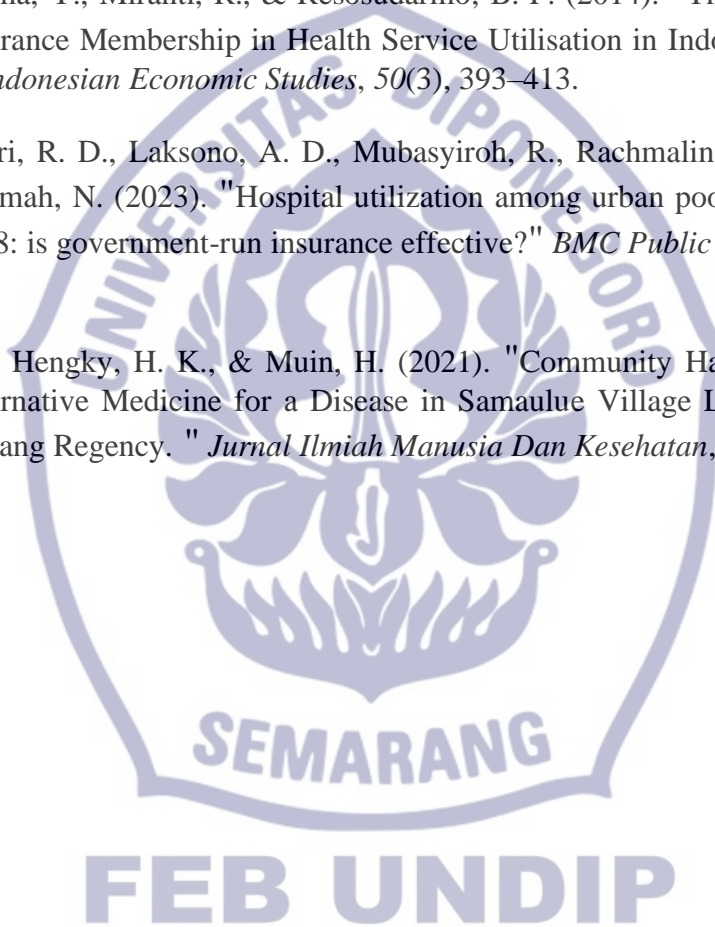 Miranti, R., & Resosudarmo, B. P. (2014).
rance Membership in Health Service Utilisation in Indo
ndonesian Economic Studies, 50(3), 393–413.
ri, R. D., Laksono, A. D., Mubasyiroh, R., Rachmalin
mah, N. (2023). "Hospital utilization among urban poo
8: is government-run insurance effective?" BMC Public
Hengky, H. K., & Muin, H. (2021). "Community Ha
rnative Medicine for a Disease in Samaulue Village L
ang Regency. " Jurnal Ilmiah Manusia Dan Kesehatan,
UNIVERSITAS DIPONEGORO
SEMARANG
FEB UNDIP